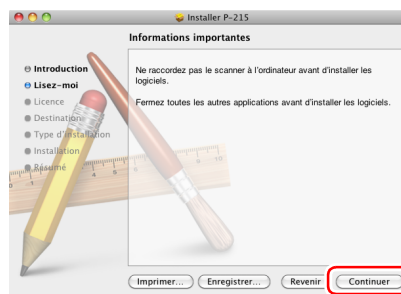 Installer P-215
Informations importantes
Introduction
Lisez-moi
Licence
Destination
Type d'installation
Installation
Résumé
Ne raccordez pas le scanner à l'ordinateur avant d'installer les
logiciels.
Fermez toutes les autres applications avant d'installer les logiciels.
Imprimer... Enregistrer... Revenir Continuer